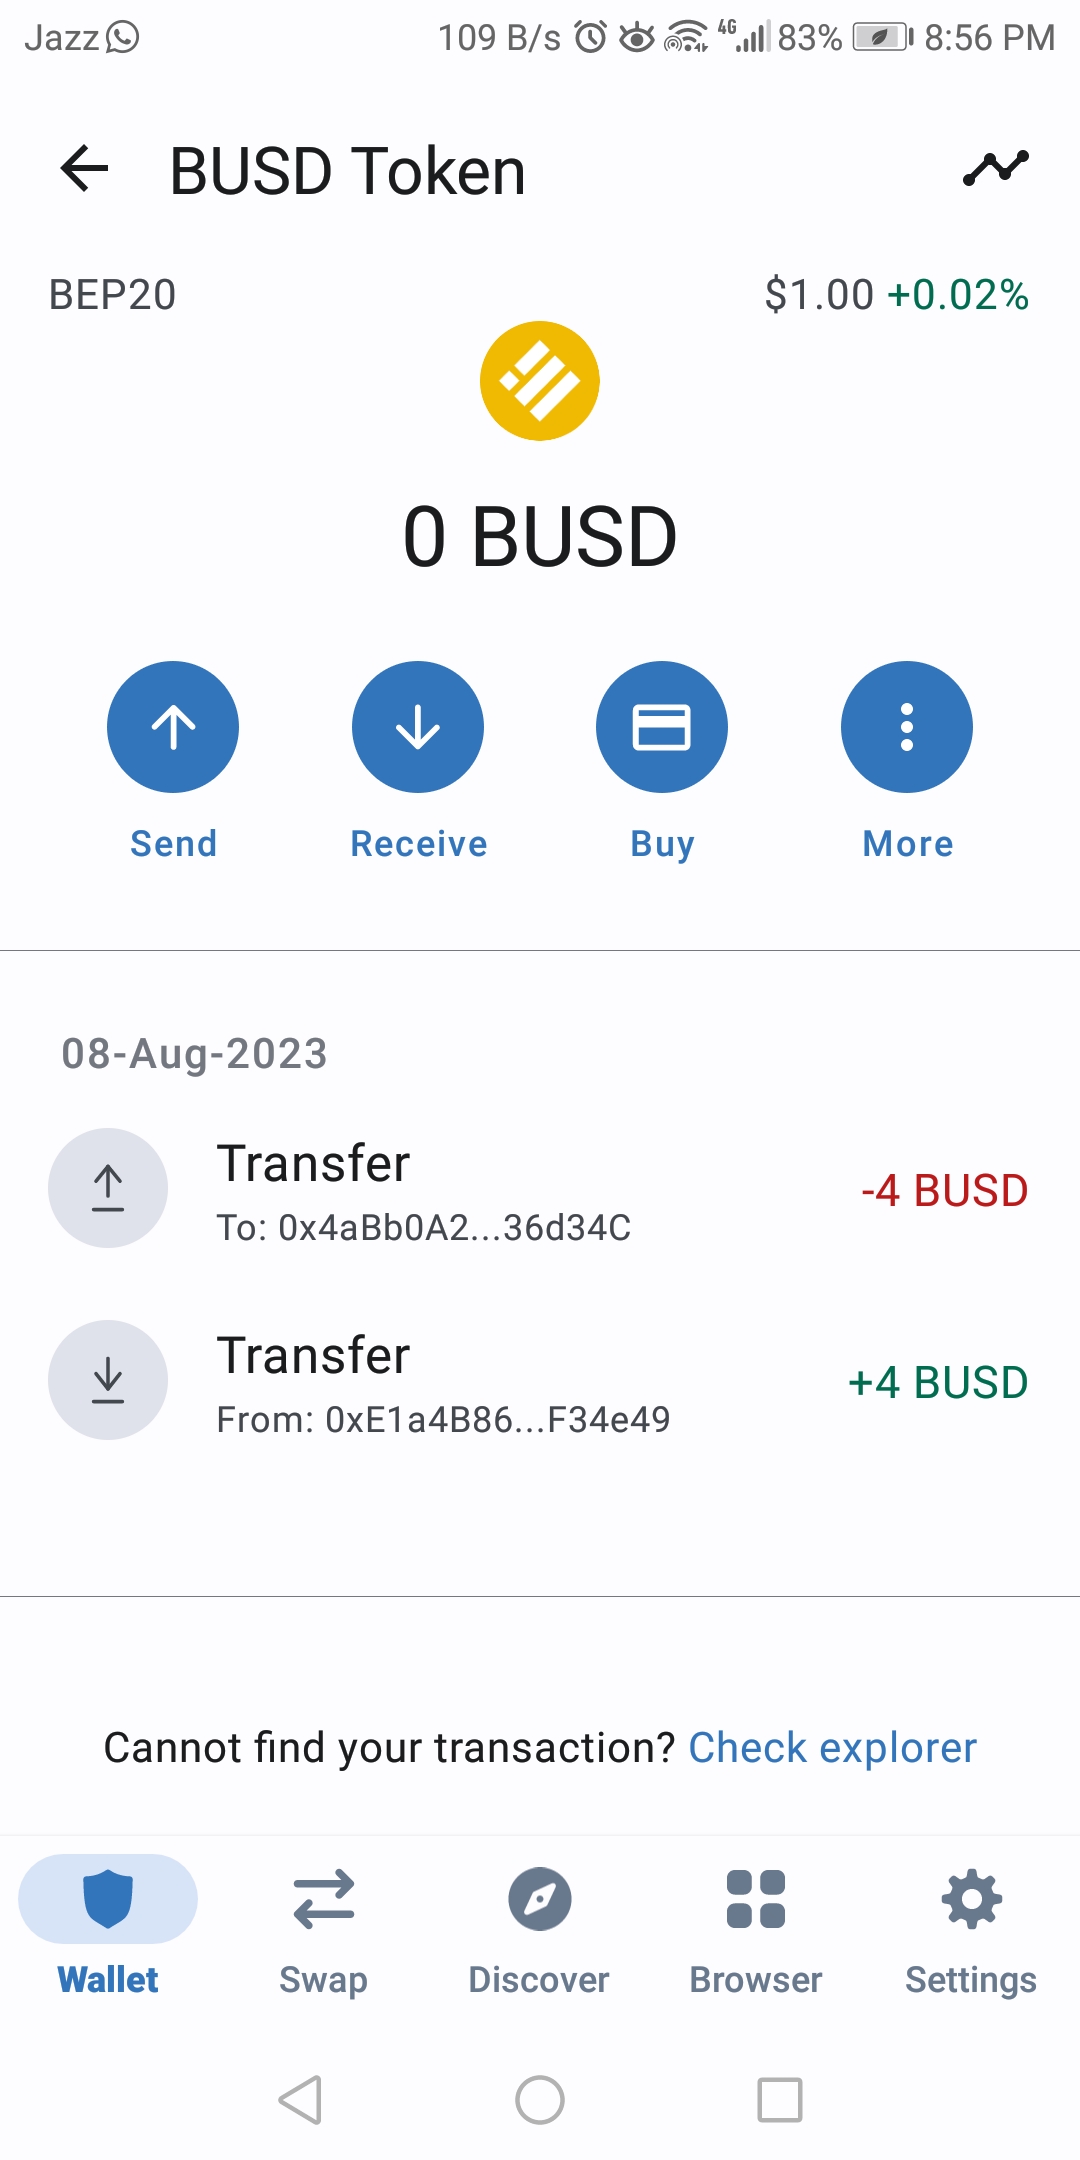 Jazz 109 B/s 4G 83% 8:56 PM
BUSD Token
BEP20 $1.00 +0.02%
0 BUSD
Send Receive Buy More
08-Aug-2023
Transfer
-4 BUSD
To: 0x4aBb0A2...36d34C
Transfer
+4 BUSD
From: 0xE1a4B86...F34e49
Cannot find your transaction? Check explorer
Wallet Swap Discover Browser Settings